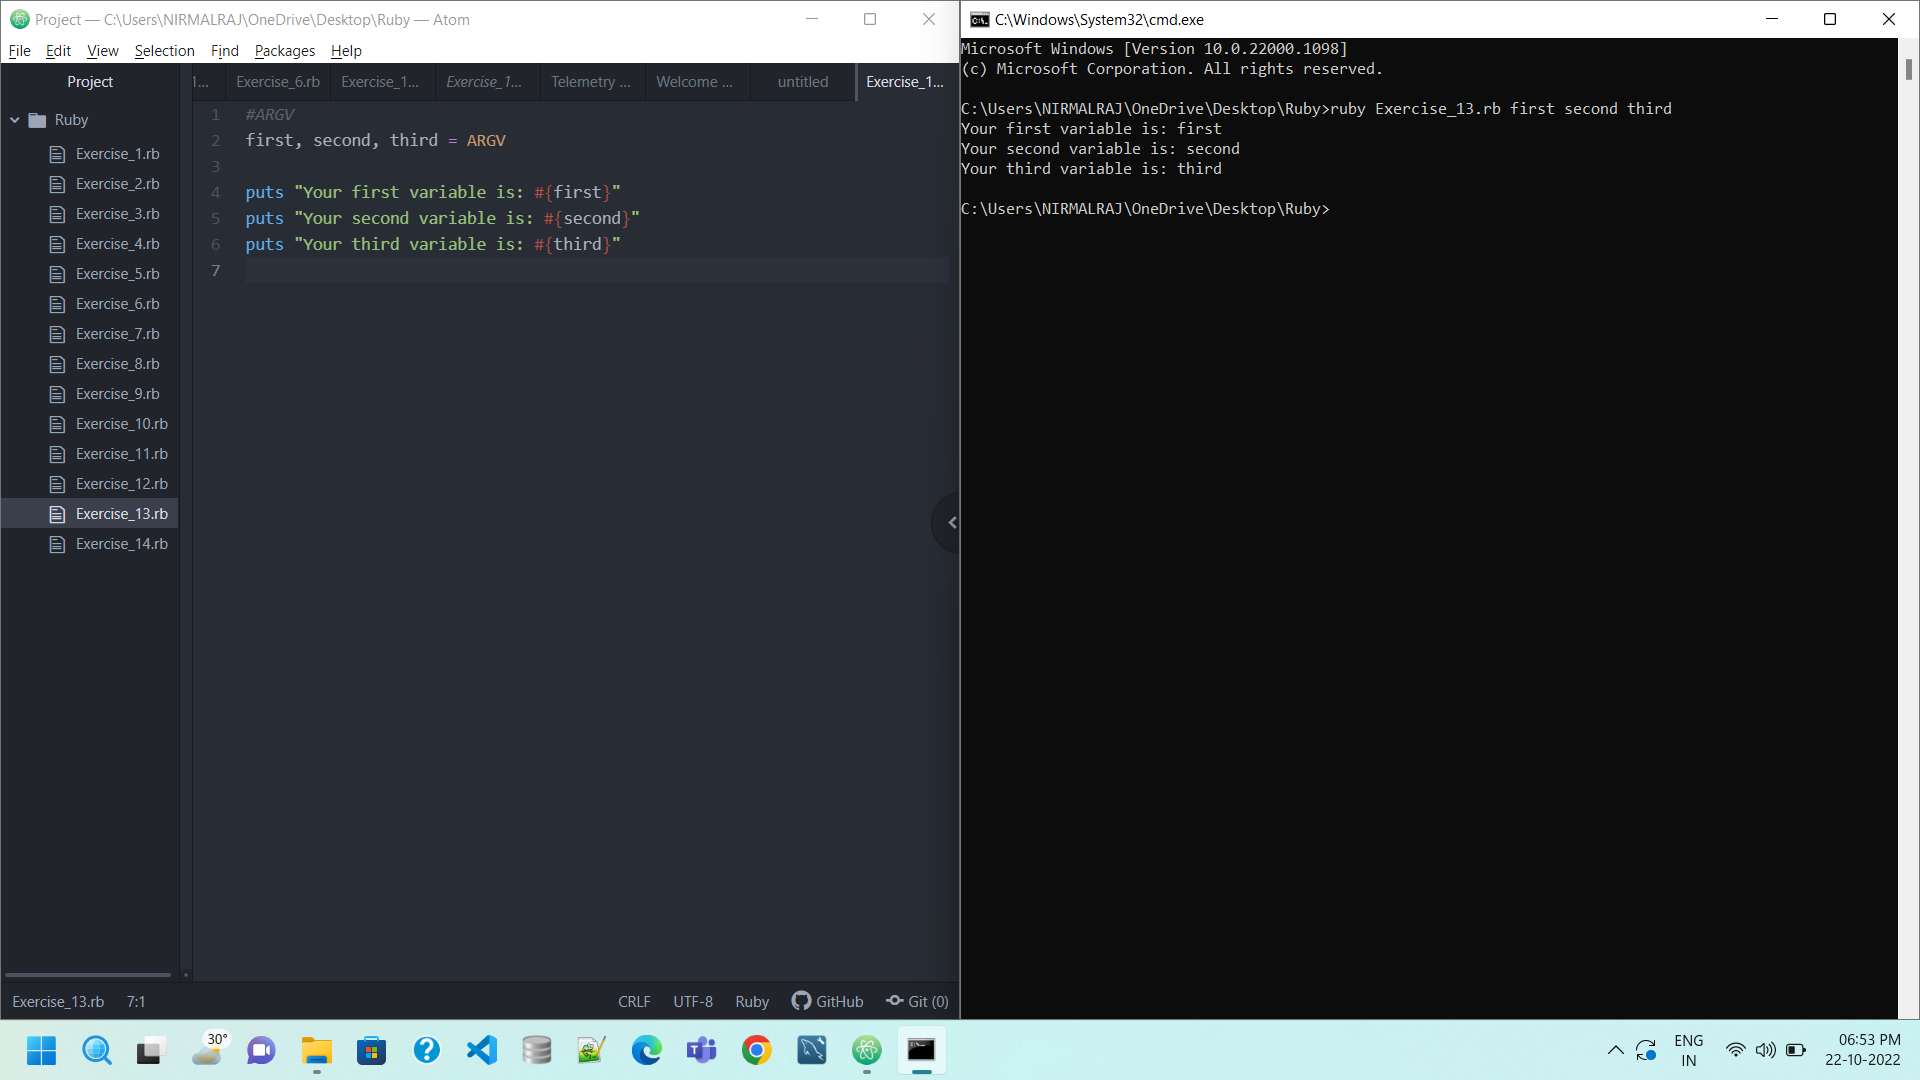 Project — C:\Users\NIRMALRAJ\OneDrive\Desktop\Ruby — Atom
File Edit View Selection Find Packages Help
Project
1... Exercise_6.rb Exercise_1... Exercise_1... Telemetry ... Welcome ... untitled Exercise_1...
Ruby
Exercise_1.rb
Exercise_2.rb
Exercise_3.rb
Exercise_4.rb
Exercise_5.rb
Exercise_6.rb
Exercise_7.rb
Exercise_8.rb
Exercise_9.rb
Exercise_10.rb
Exercise_11.rb
Exercise_12.rb
Exercise_13.rb
Exercise_14.rb
1 #ARGV
2 first, second, third = ARGV
3
4 puts "Your first variable is: #{first}"
5 puts "Your second variable is: #{second}"
6 puts "Your third variable is: #{third}"
7
Exercise_13.rb 7:1 CRLF UTF-8 Ruby GitHub Git (0)
C:\Windows\System32\cmd.exe
Microsoft Windows [Version 10.0.22000.1098]
(c) Microsoft Corporation. All rights reserved.
C:\Users\NIRMALRAJ\OneDrive\Desktop\Ruby>ruby Exercise_13.rb first second third
Your first variable is: first
Your second variable is: second
Your third variable is: third
C:\Users\NIRMALRAJ\OneDrive\Desktop\Ruby>
30°
ENG
IN
06:53 PM
22-10-2022